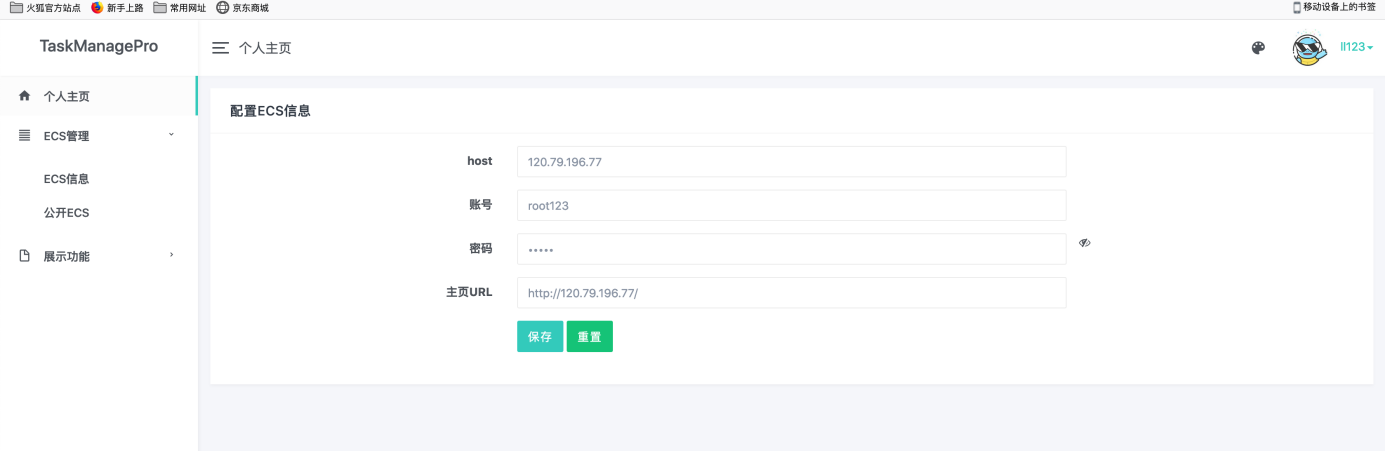 火狐官方站点 新手上路 常用网址 京东商城 移动设备上的书签
TaskManagePro
个人主页
ll123
个人主页
ECS管理
ECS信息
公开ECS
展示功能
配置ECS信息
host 120.79.196.77
账号 root123
密码 •••••
主页URL http://120.79.196.77/
保存 重置